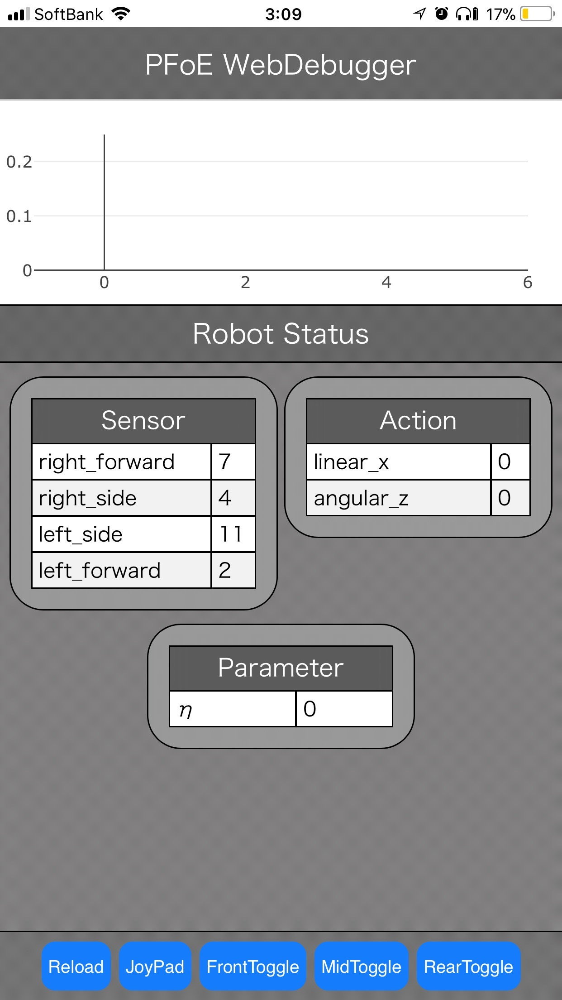 SoftBank 3:09 17%
PFoE WebDebugger
0.2
0.1
0
0 2 4 6
Robot Status
Sensor
right_forward 7
right_side 4
left_side 11
left_forward 2
Action
linear_x 0
angular_z 0
Parameter
η 0
Reload JoyPad FrontToggle MidToggle RearToggle